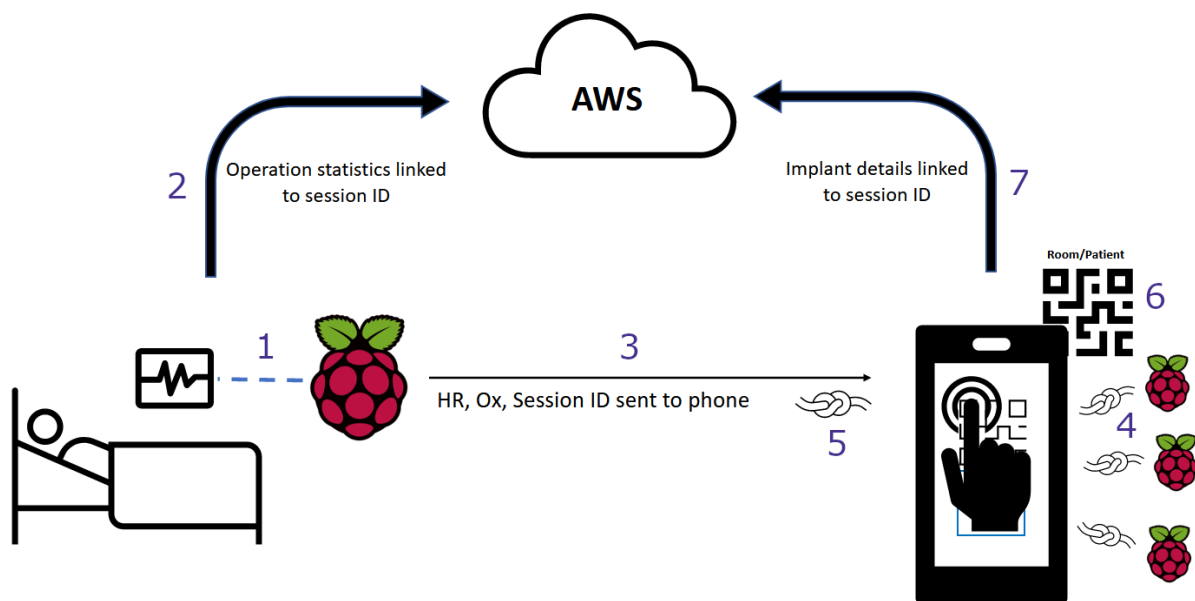 AWS
2
Operation statistics linked
to session ID
Implant details linked
to session ID
7
Room/Patient
6
1
3
HR, Ox, Session ID sent to phone
5
4